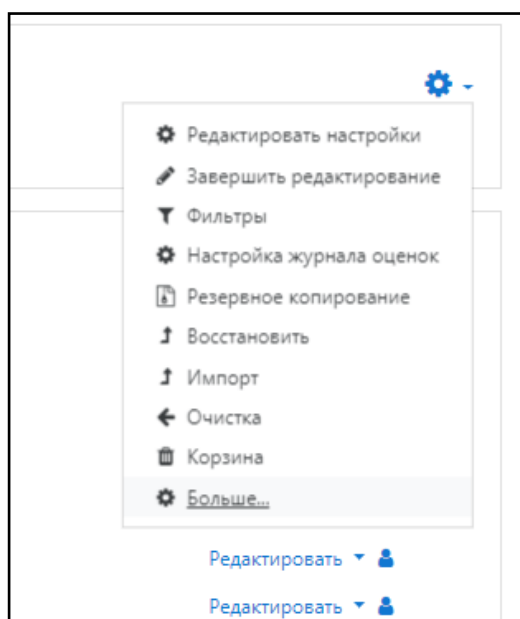 Редактировать настройки
Завершить редактирование
Фильтры
Настройка журнала оценок
Резервное копирование
Восстановить
Импорт
Очистка
Корзина
Больше...
Редактировать
Редактировать